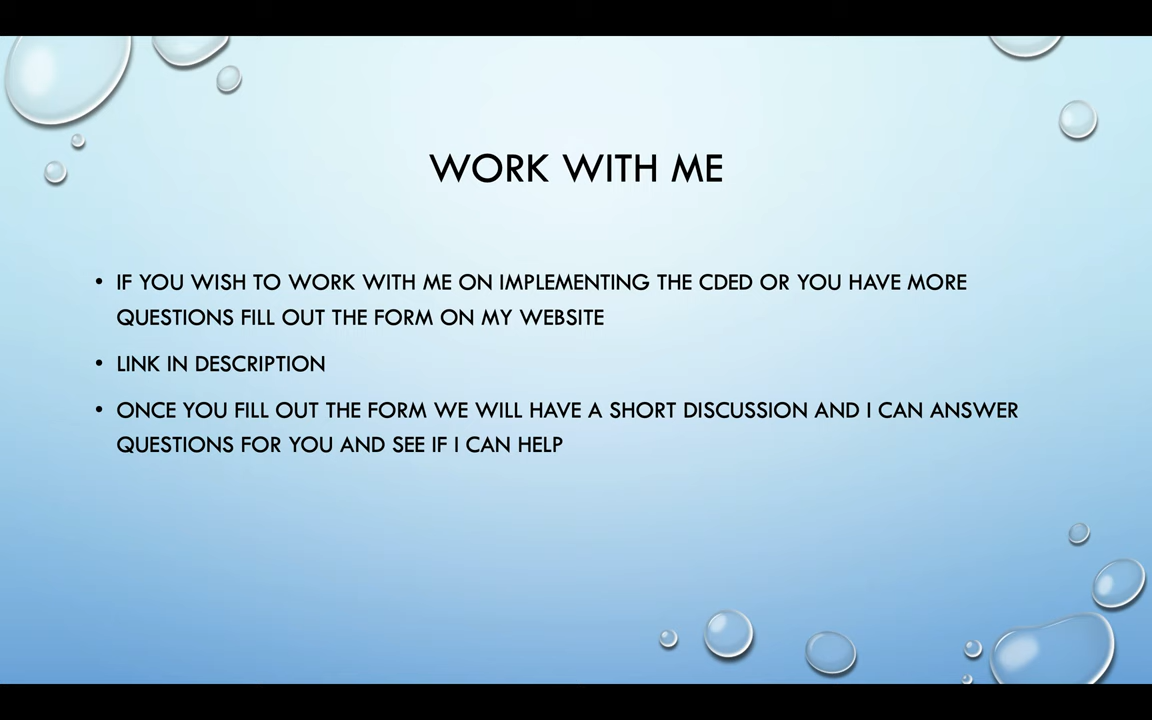 WORK WITH ME
• IF YOU WISH TO WORK WITH ME ON IMPLEMENTING THE CDED OR YOU HAVE MORE
QUESTIONS FILL OUT THE FORM ON MY WEBSITE
• LINK IN DESCRIPTION
• ONCE YOU FILL OUT THE FORM WE WILL HAVE A SHORT DISCUSSION AND I CAN ANSWER
QUESTIONS FOR YOU AND SEE IF I CAN HELP